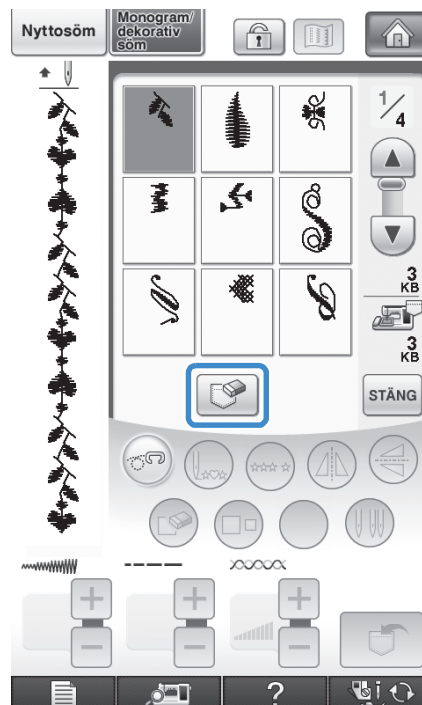 Nyttosöm
Monogram/
dekorativ
söm
1/4
3
KB
3
KB
STÄNG
?